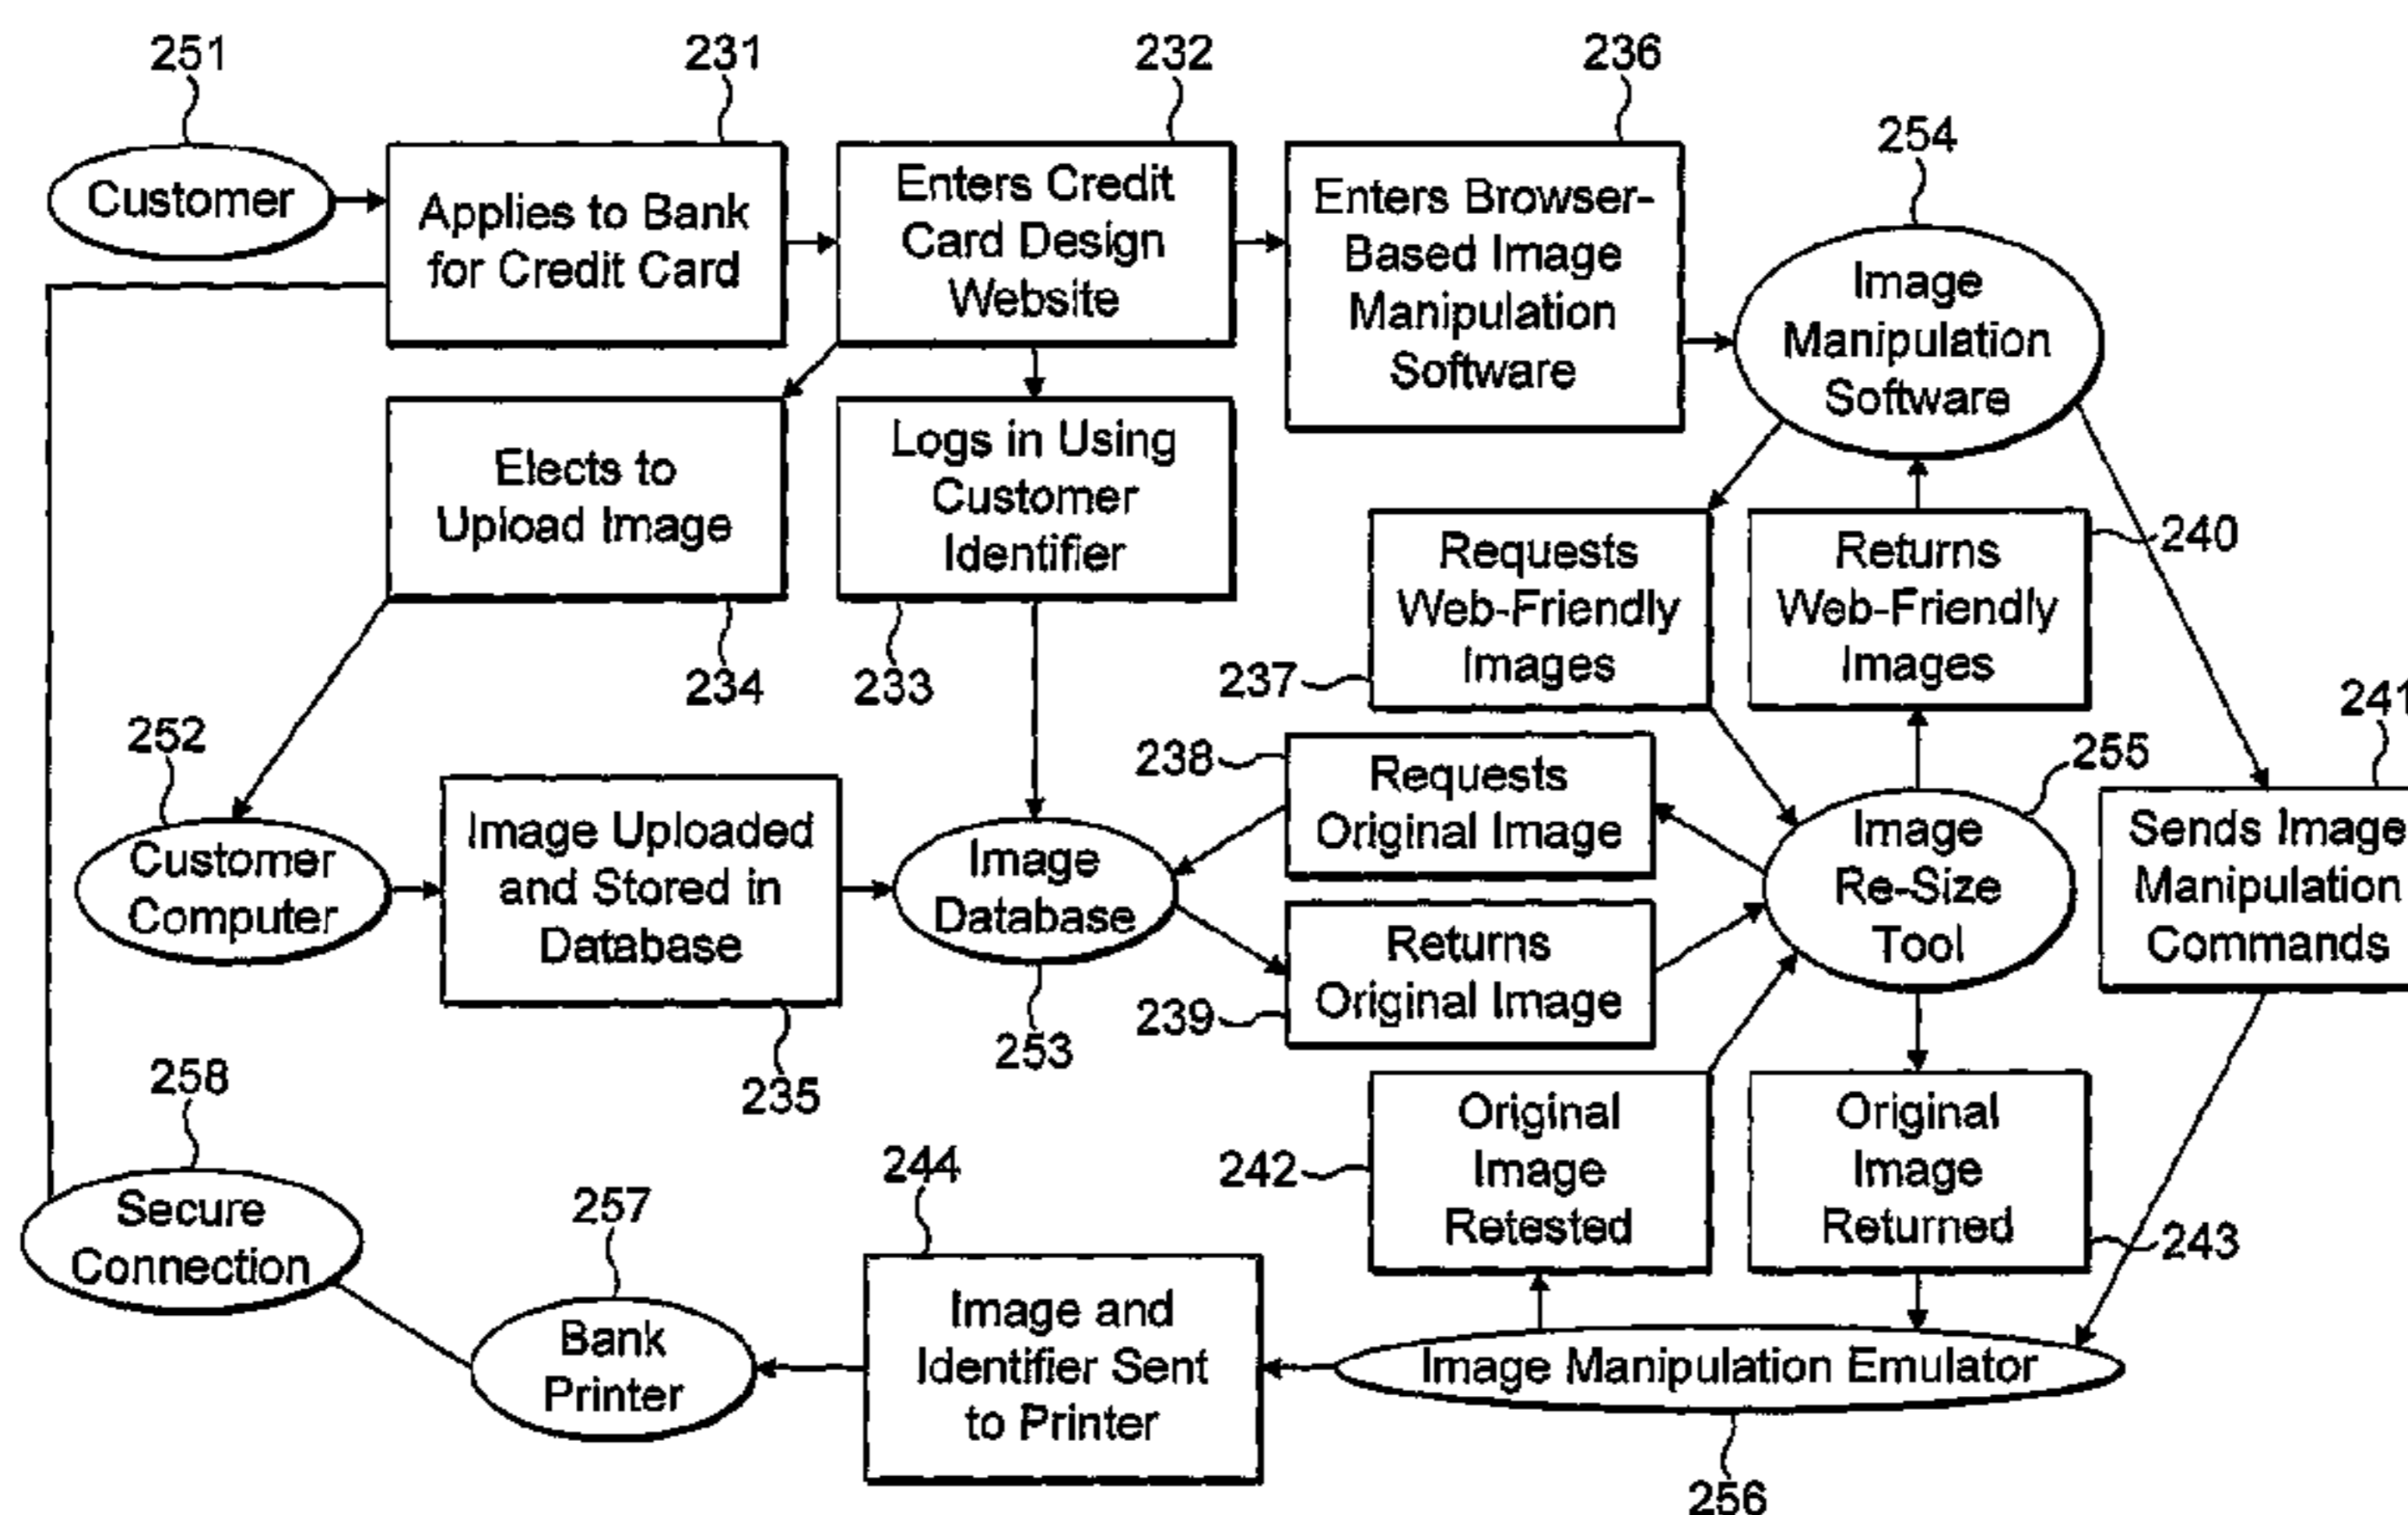 251
231
232
236
254
Customer
Applies to Bank
for Credit Card
Enters Credit
Card Design
Website
Enters Browser-
Based Image
Manipulation
Software
Image
Manipulation
Software
Elects to
Upload Image
Logs in Using
Customer
Identifier
Requests
Web-Friendly
Images
Returns
Web-Friendly
Images
240
234
233
237
241
252
238
255
Customer
Computer
Image Uploaded
and Stored in
Database
Image
Database
Requests
Original Image
Returns
Original Image
Image
Re-Size
Tool
Sends Image
Manipulation
Commands
239
253
235
258
244
242
257
Original
Image
Retested
Original
Image
Returned
243
Secure
Connection
Bank
Printer
Image and
Identifier Sent
to Printer
Image Manipulation Emulator
256